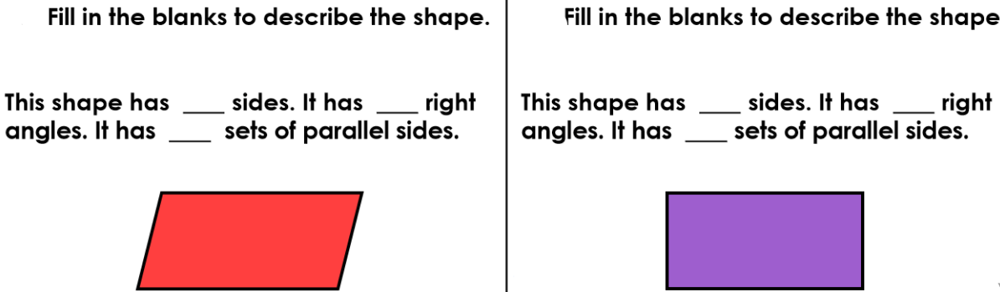 Fill in the blanks to describe the shape.
This shape has ____ sides. It has ____ right
angles. It has ____ sets of parallel sides.
Fill in the blanks to describe the shape
This shape has ____ sides. It has ____ right
angles. It has ____ sets of parallel sides.